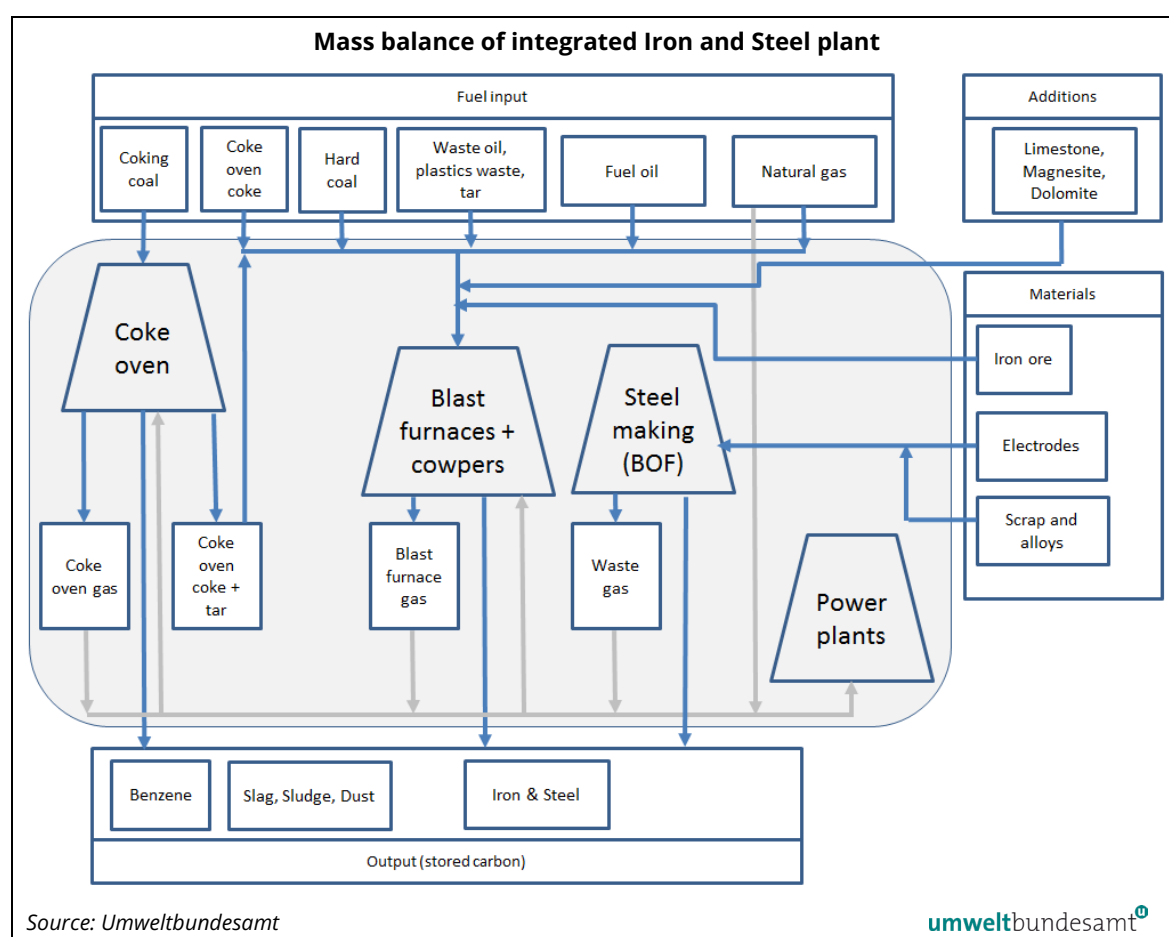 Mass balance of integrated Iron and Steel plant
Fuel input
Additions
Coking
coal
Coke
oven
coke
Hard
coal
Waste oil,
plastics waste,
tar
Fuel oil
Natural gas
Limestone,
Magnesite,
Dolomite
Materials
Iron ore
Electrodes
Scrap and
alloys
Coke
oven
Blast
furnaces +
cowpers
Steel
making
(BOF)
Coke
oven gas
Coke
oven
coke +
tar
Blast
furnace
gas
Waste
gas
Power
plants
Benzene
Slag, Sludge, Dust
Iron & Steel
Output (stored carbon)
Source: Umweltbundesamt
umweltbundesamt u